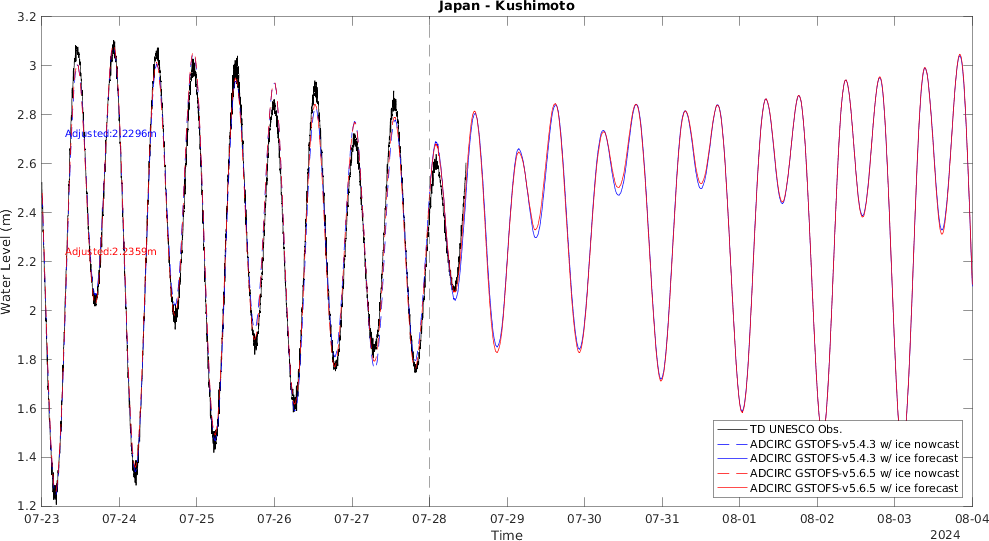 Japan - Kushimoto
3.2
3
2.8
2.6
2.4
2.2
2
1.8
1.6
1.4
1.2
Water Level (m)
Adjusted:2.2296m
Adjusted:2.2359m
TD UNESCO Obs.
ADCIRC GSTOFS-v5.4.3 w/ ice nowcast
ADCIRC GSTOFS-v5.4.3 w/ ice forecast
ADCIRC GSTOFS-v5.6.5 w/ ice nowcast
ADCIRC GSTOFS-v5.6.5 w/ ice forecast
07-23 07-24 07-25 07-26 07-27 07-28 07-29 07-30 07-31 08-01 08-02 08-03 08-04
Time
2024